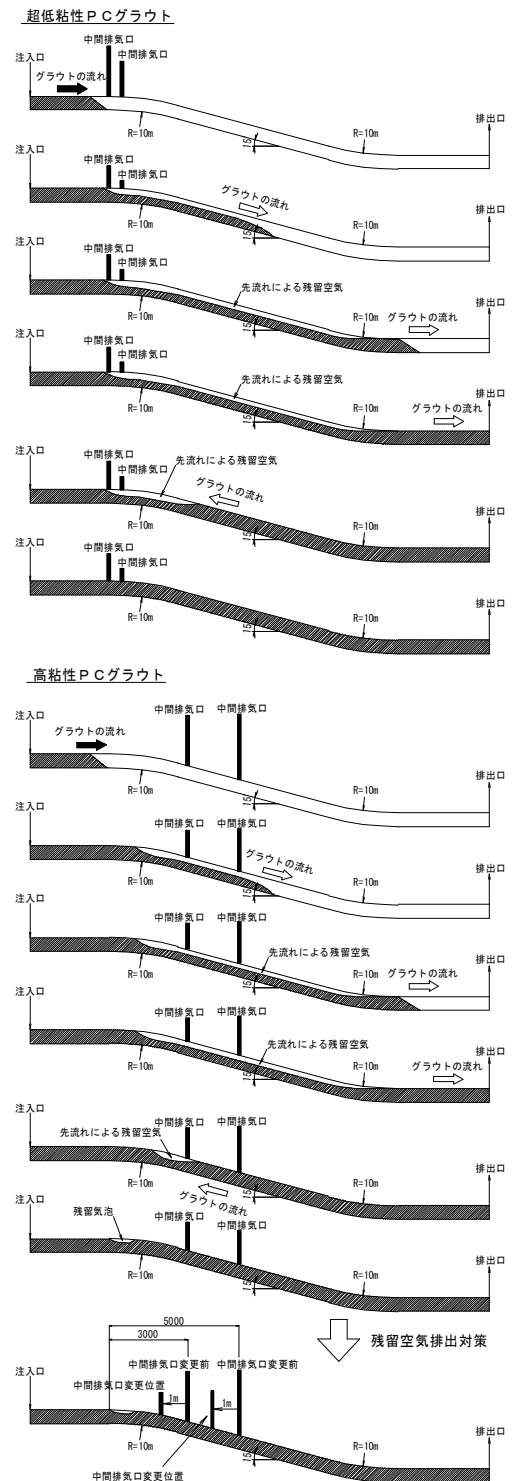 超低粘性PCグラウト
中間排気口
注入口 中間排気口
グラウトの流れ
排出口
R=10m
R=10m
15
中間排気口
注入口 中間排気口
グラウトの流れ
排出口
R=10m
R=10m
15
中間排気口
注入口 中間排気口
先流れによる残留空気
グラウトの流れ
排出口
R=10m
R=10m
15
中間排気口
注入口 中間排気口
先流れによる残留空気
グラウトの流れ
排出口
R=10m
R=10m
15
中間排気口
注入口 中間排気口
先流れによる残留空気
グラウトの流れ
排出口
R=10m
R=10m
15
中間排気口
注入口 中間排気口
排出口
R=10m
R=10m
15
高粘性PCグラウト
注入口 中間排気口 中間排気口
グラウトの流れ
排出口
R=10m
R=10m
15
注入口 中間排気口 中間排気口
グラウトの流れ
排出口
R=10m
R=10m
15
注入口 中間排気口 中間排気口
先流れによる残留空気
グラウトの流れ
排出口
R=10m
R=10m
15
注入口 中間排気口 中間排気口
先流れによる残留空気
グラウトの流れ
排出口
R=10m
R=10m
15
注入口 中間排気口 中間排気口
先流れによる残留空気
グラウトの流れ
排出口
R=10m
R=10m
15
注入口 中間排気口 中間排気口
残留気泡
排出口
R=10m
R=10m
15
残留空気排出対策
5000
3000
中間排気口変更前 中間排気口変更前
注入口 中間排気口変更位置
1m
1m
排出口
R=10m
R=10m
15
中間排気口変更位置